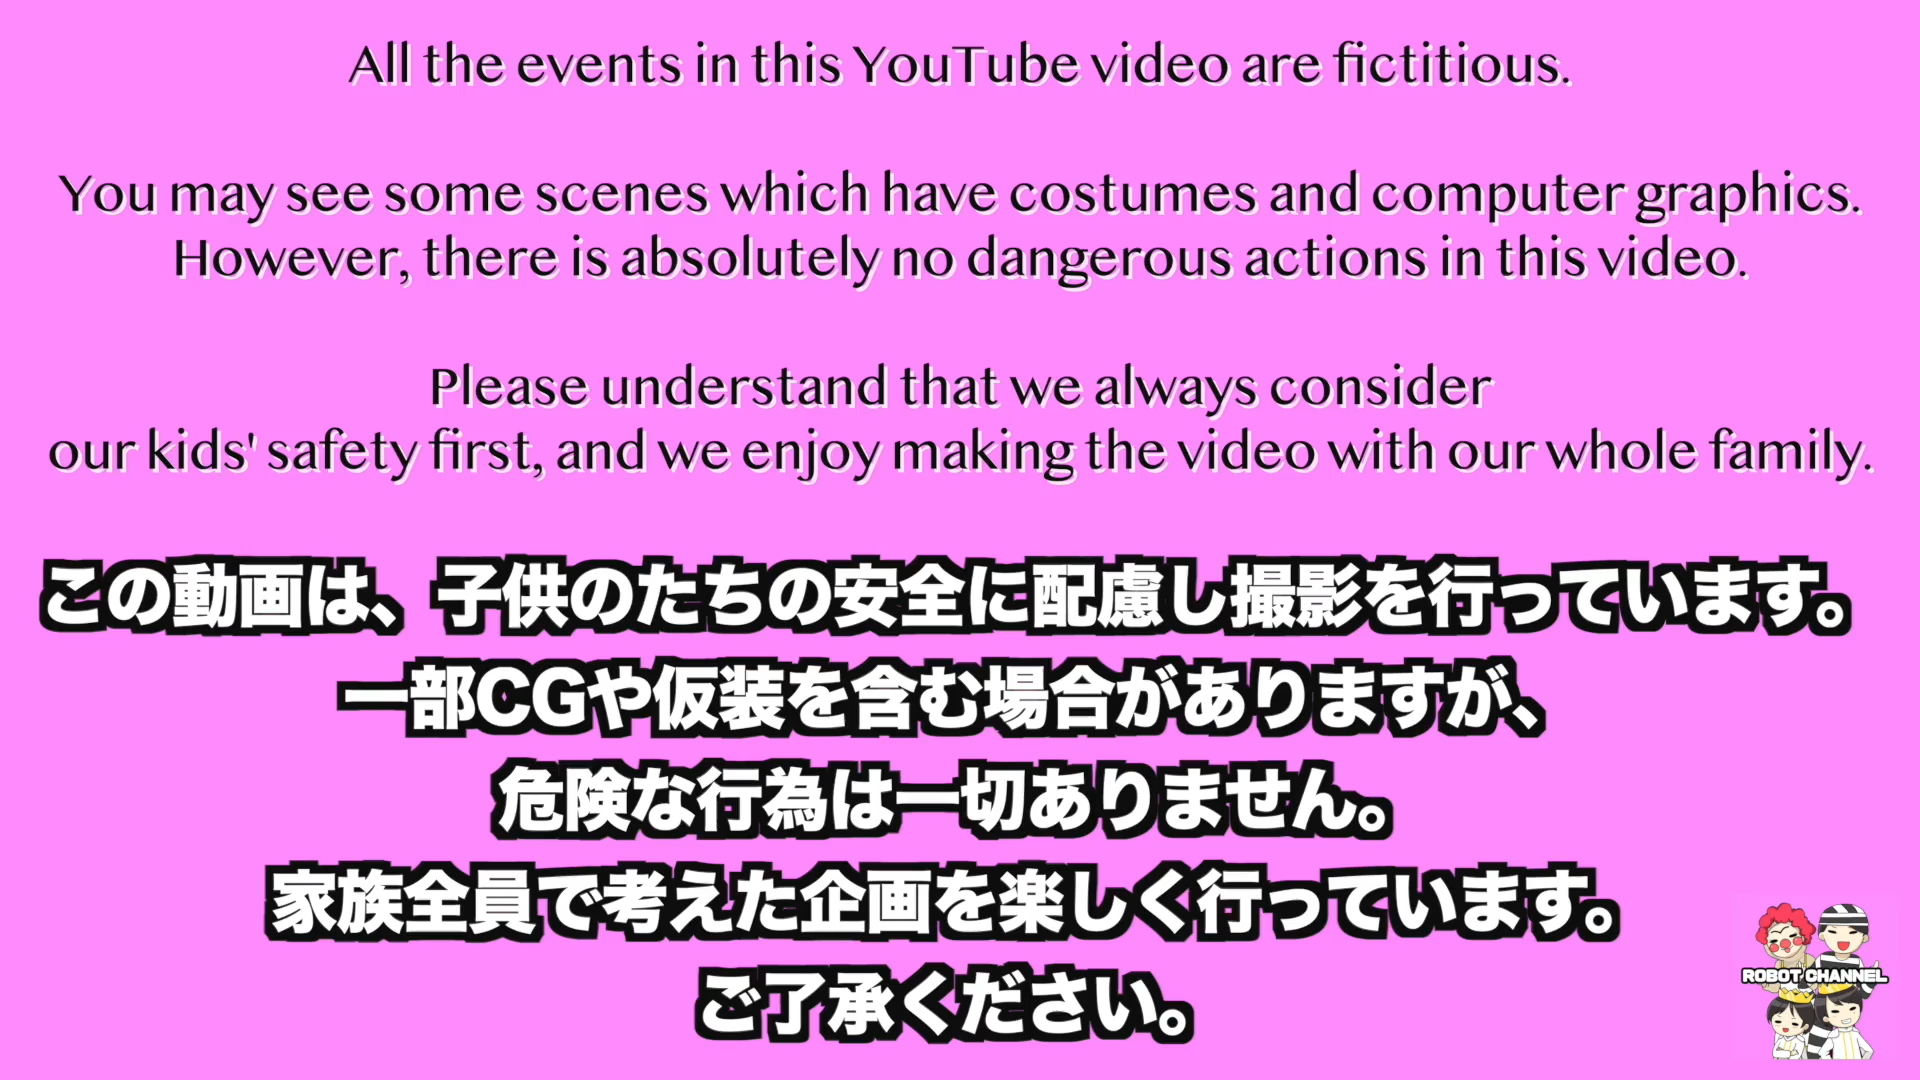 All the events in this YouTube video are fictitious.
You may see some scenes which have costumes and computer graphics.
However, there is absolutely no dangerous actions in this video.
Please understand that we always consider
our kids' safety first, and we enjoy making the video with our whole family.
この動画は、子供のたちの安全に配慮し撮影を行っています。
一部CGや仮装を含む場合がありますが、
危険な行為は一切ありません。
家族全員で考えた企画を楽しく行っています。
ご了承ください。
ROBOT CHANNEL